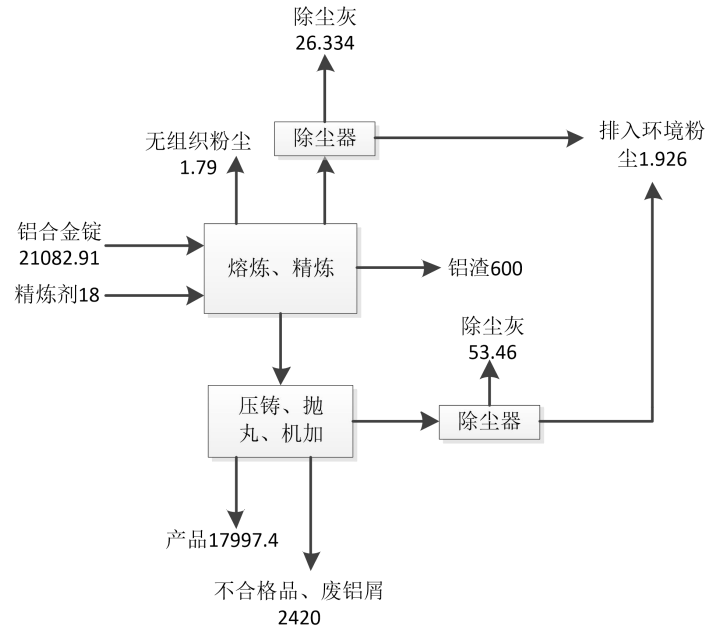 除尘灰
26.334
无组织粉尘
1.79
除尘器
排入环境粉
尘1.926
铝合金锭
21082.91
精炼剂18
熔炼、精炼
铝渣600
除尘灰
53.46
压铸、抛
丸、机加
除尘器
产品17997.4
不合格品、废铝屑
2420